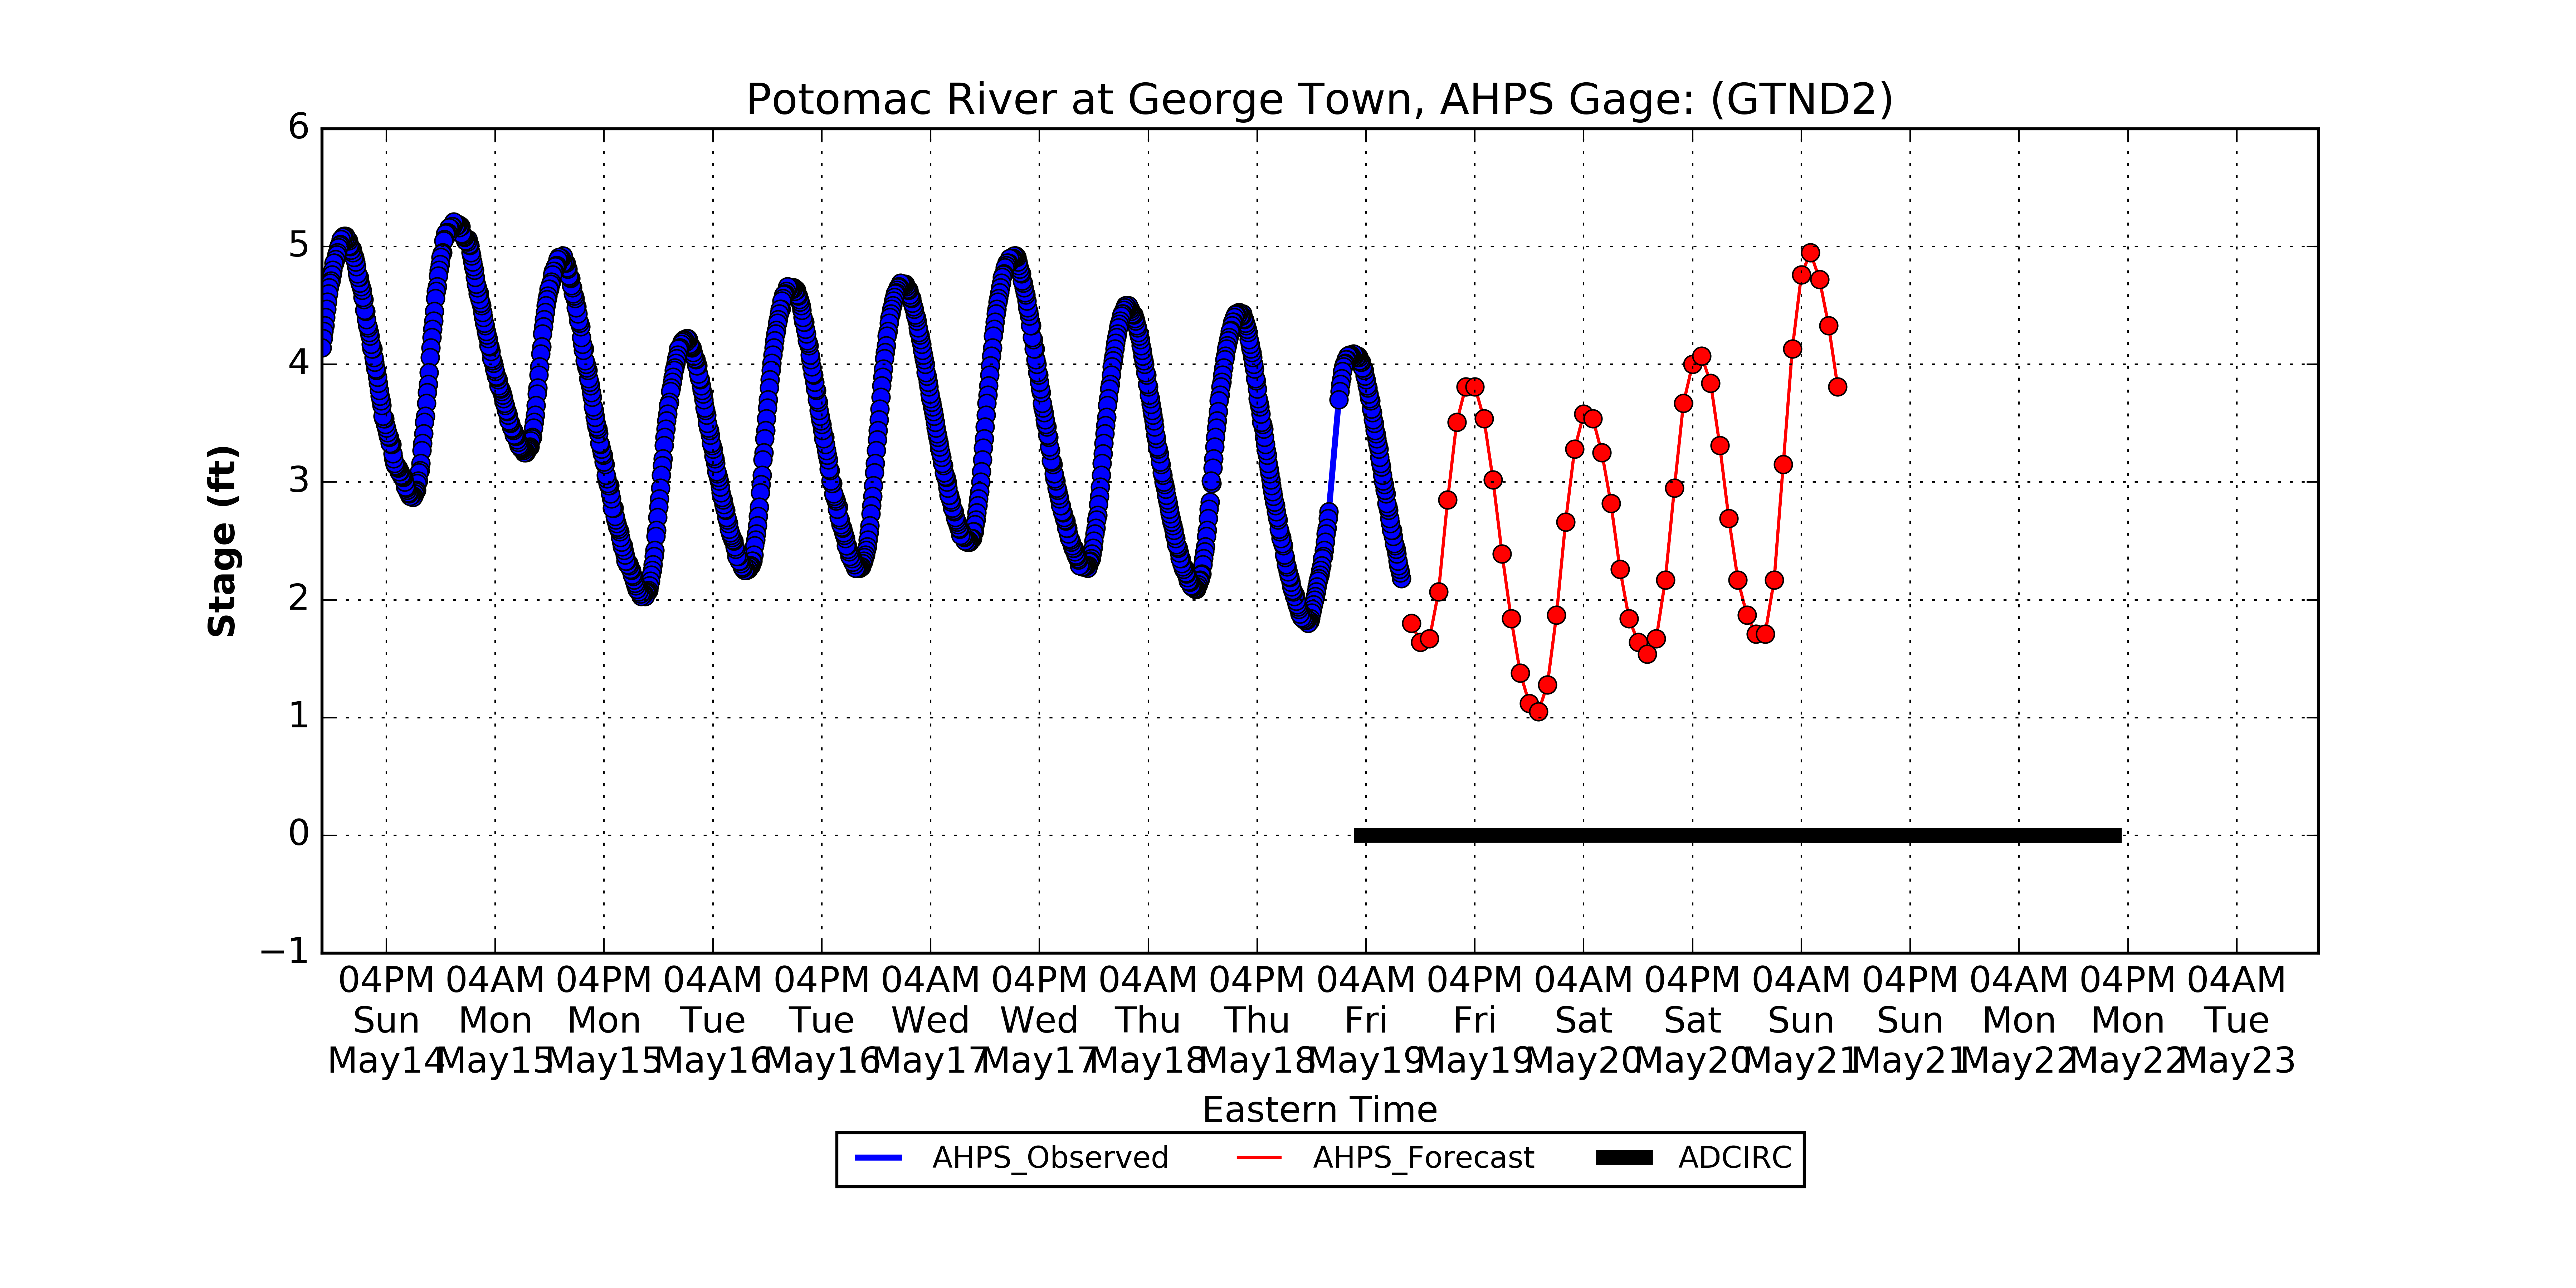 Potomac River at George Town, AHPS Gage: (GTND2)
6
5
4
3
2
1
0
−1
Stage (ft)
04PM 04AM 04PM 04AM 04PM 04AM 04PM 04AM 04PM 04AM 04PM 04AM 04PM 04AM 04PM 04AM 04PM 04AM
Sun Mon Mon Tue Tue Wed Wed Thu Thu Fri Fri Sat Sat Sun Sun Mon Mon Tue
May14 May15 May15 May16 May16 May17 May17 May18 May18 May19 May19 May20 May20 May21 May21 May22 May22 May23
Eastern Time
AHPS_Observed AHPS_Forecast ADCIRC